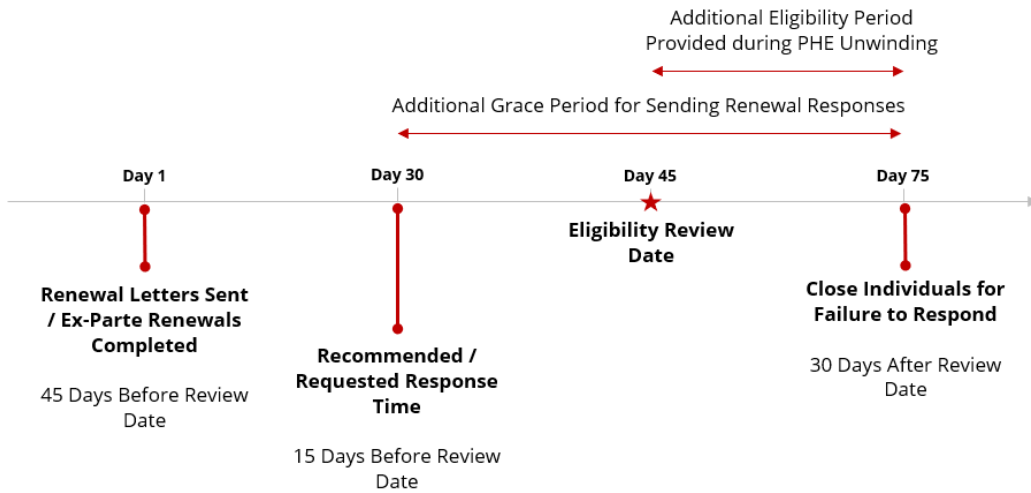 Additional Eligibility Period
Provided during PHE Unwinding
Additional Grace Period for Sending Renewal Responses
Day 1
Day 30
Day 45
Day 75
Renewal Letters Sent
/ Ex-Parte Renewals
Completed
45 Days Before Review
Date
Recommended /
Requested Response
Time
15 Days Before Review
Date
Eligibility Review
Date
Close Individuals for
Failure to Respond
30 Days After Review
Date